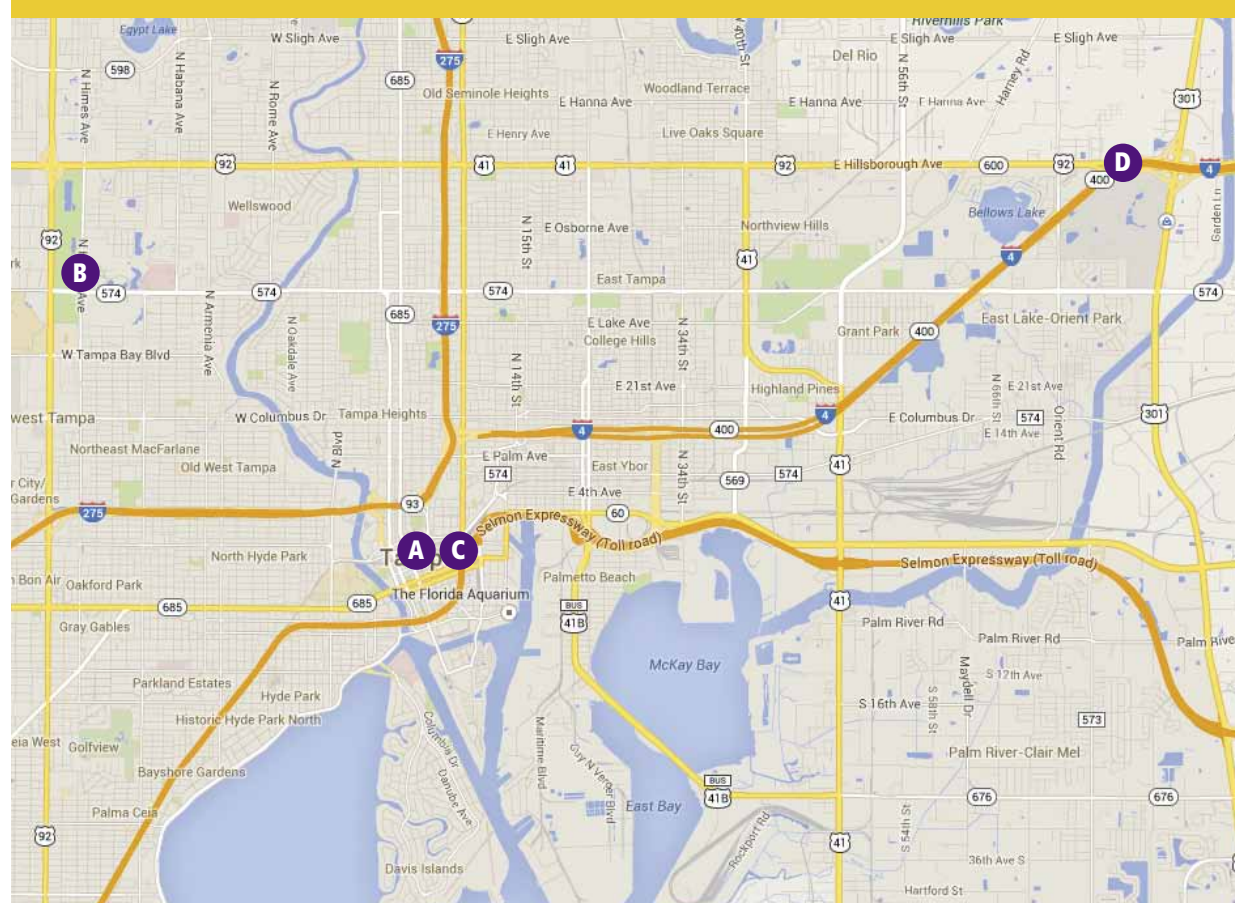 Egypt Lake
W Sligh Ave
E Sligh Ave
N 40th St
Riverhills Park
E Sligh Ave
Del Rio
598
N Himes Ave
N Habana Ave
N Rome Ave
685
275
Old Seminole Heights
Woodland Terrace
N 56th St
Harney Rd
301
E Hanna Ave
E Hanna Ave
E Hanna Ave
E Henry Ave
Live Oaks Square
92
41
41
92
E Hillsborough Ave
600
92
D
4
400
Wellswood
N 15th St
E Osborne Ave
Northview Hills
Bellows Lake
Garden Ln
92
41
4
B
East Tampa
574
Ave
574
574
574
N Armenia Ave
N Oakdale Ave
685
275
E Lake Ave
College Hills
N 34th St
Grant Park
400
East Lake-Orient Park
W Tampa Bay Blvd
N 14th St
E 21st Ave
Highland Pines
N 66th St
E 21st Ave
west Tampa
W Columbus Dr
Tampa Heights
4
E Columbus Dr
574
Orient Rd
301
4
400
E 14th Ave
Northeast MacFarlane
N Blvd
E Palm Ave
Old West Tampa
574
East Ybor
N 34th St
569
574
41
r City/
Gardens
275
93
E 4th Ave
60
Selmon Expressway (Toll road)
North Hyde Park
Tamp
A
C
Selmon Expressway (Toll road)
n Bon Air
Oakford Park
Palmetto Beach
685
685
The Florida Aquarium
BUS
41B
41
Gray Gables
Palm River Rd
Palm River Rd
Palm Rive
McKay Bay
Parkland Estates
Hyde Park
S 16th Ave
S 58th St
Maydell Dr
S 12th Ave
573
Historic Hyde Park North
eia West
Golfview
Columbia Dr
Maritime Blvd
Guy N Verger Blvd
Palm River-Clair Mel
Bayshore Gardens
Danube Ave
BUS
41B
676
676
Palma Ceia
East Bay
92
Rockport Rd
41
S 54th St
Davis Islands
36th Ave S
Hartford St